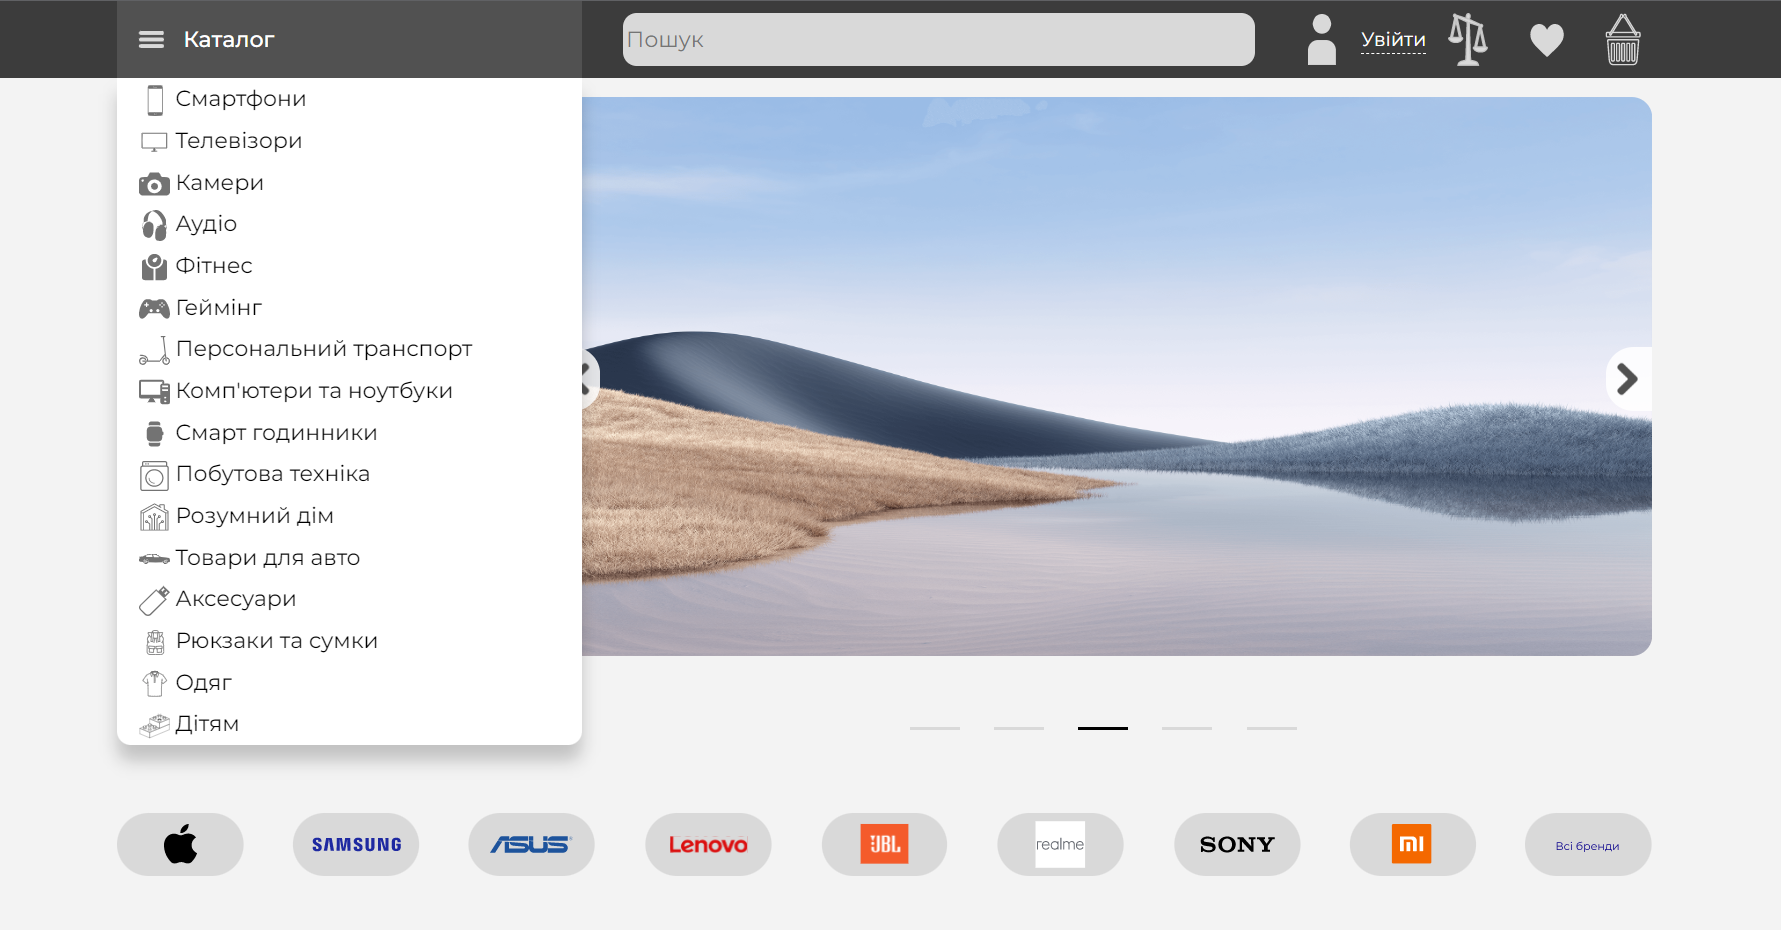 Каталог
Пошук
Увійти
Смартфони
Телевізори
Камери
Аудіо
Фітнес
Геймінг
Персональний транспорт
Комп'ютери та ноутбуки
Смарт годинники
Побутова техніка
Розумний дім
Товари для авто
Аксесуари
Рюкзаки та сумки
Одяг
Дітям
SAMSUNG
ASUS
Lenovo
JBL
realme
SONY
MI
Всі бренди